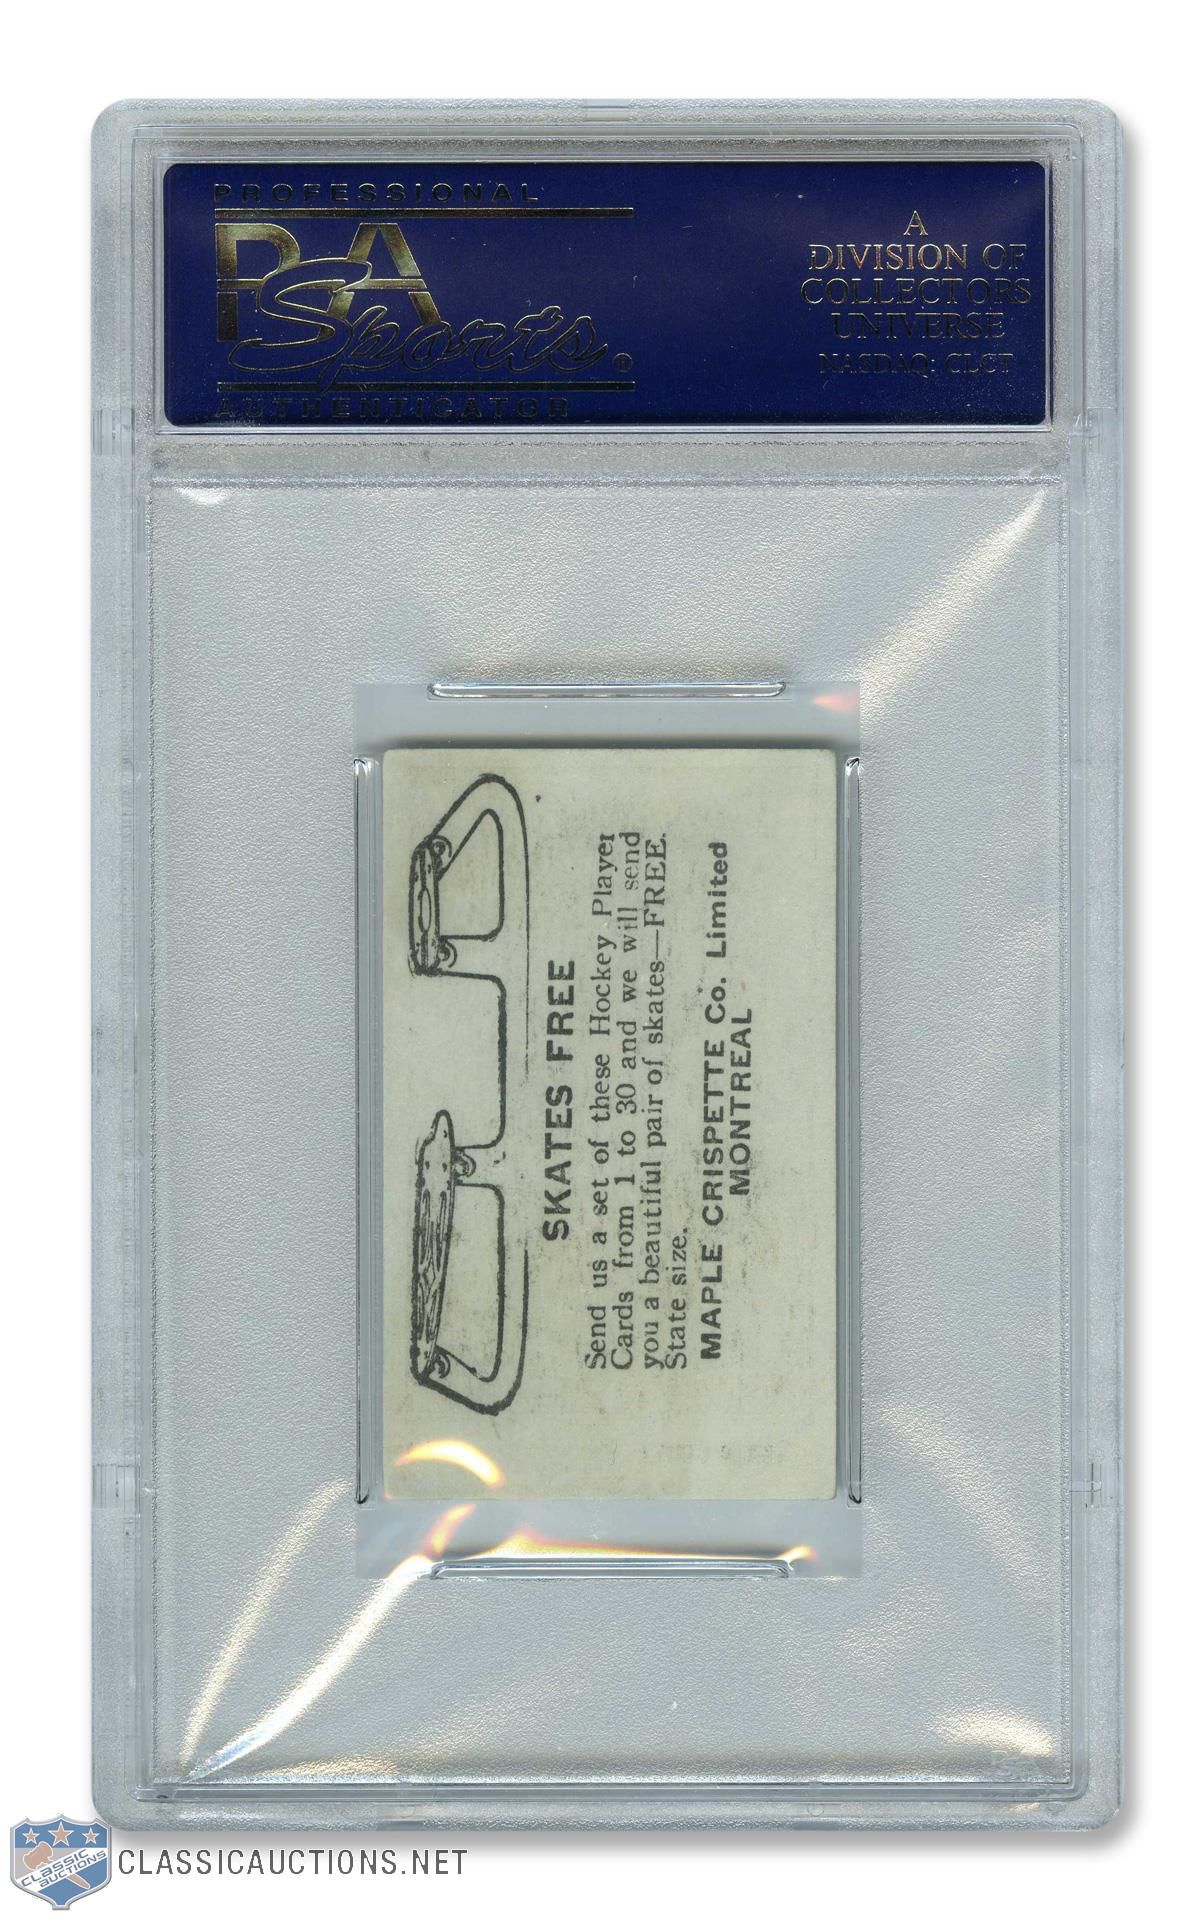 PROFESSIONAL
PSA
Sports®
AUTHENTICATOR
A
DIVISION OF
COLLECTORS
UNIVERSE
NASDAQ: CLCT
SKATES FREE
Send us a set of these Hockey Player
Cards from 1 to 30 and we will send
you a beautiful pair of skates—FREE.
State size.
MAPLE CRISPETTE Co. Limited
MONTREAL
CLASSIC
AUCTIONS
CLASSICAUCTIONS.NET